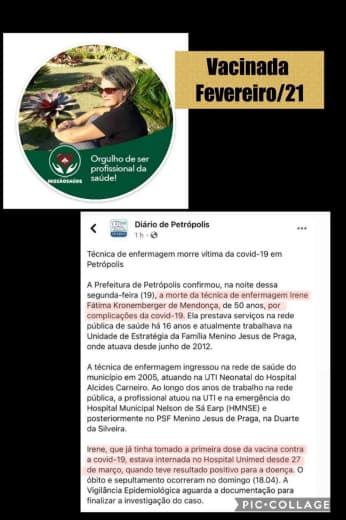 Vacinada
Fevereiro/21
MISSÃOSAÚDE
Orgulho de ser
profissional da
saúde!
Diário de Petrópolis
1 h
Técnica de enfermagem morre vítima da covid-19 em
Petrópolis
A Prefeitura de Petrópolis confirmou, na noite dessa
segunda-feira (19), a morte da técnica de enfermagem Irene
Fátima Kronemberger de Mendonça, de 50 anos, por
complicações da covid-19. Ela prestava serviços na rede
pública de saúde há 16 anos e atualmente trabalhava na
Unidade de Estratégia da Família Menino Jesus de Praga,
onde atuava desde junho de 2012.
A técnica de enfermagem ingressou na rede de saúde do
município em 2005, atuando na UTI Neonatal do Hospital
Alcides Carneiro. Ao longo dos anos de trabalho na rede
pública, a profissional atuou na UTI e na emergência do
Hospital Municipal Nelson de Sá Earp (HMNSE) e
posteriormente no PSF Menino Jesus de Praga, na Duarte
da Silveira.
Irene, que já tinha tomado a primeira dose da vacina contra
a covid-19, estava internada no Hospital Unimed desde 27
de março, quando teve resultado positivo para a doença. O
óbito e sepultamento ocorreram no domingo (18.04). A
Vigilância Epidemiológica aguarda a documentação para
finalizar a investigação do caso.
PIC•COLLAGE